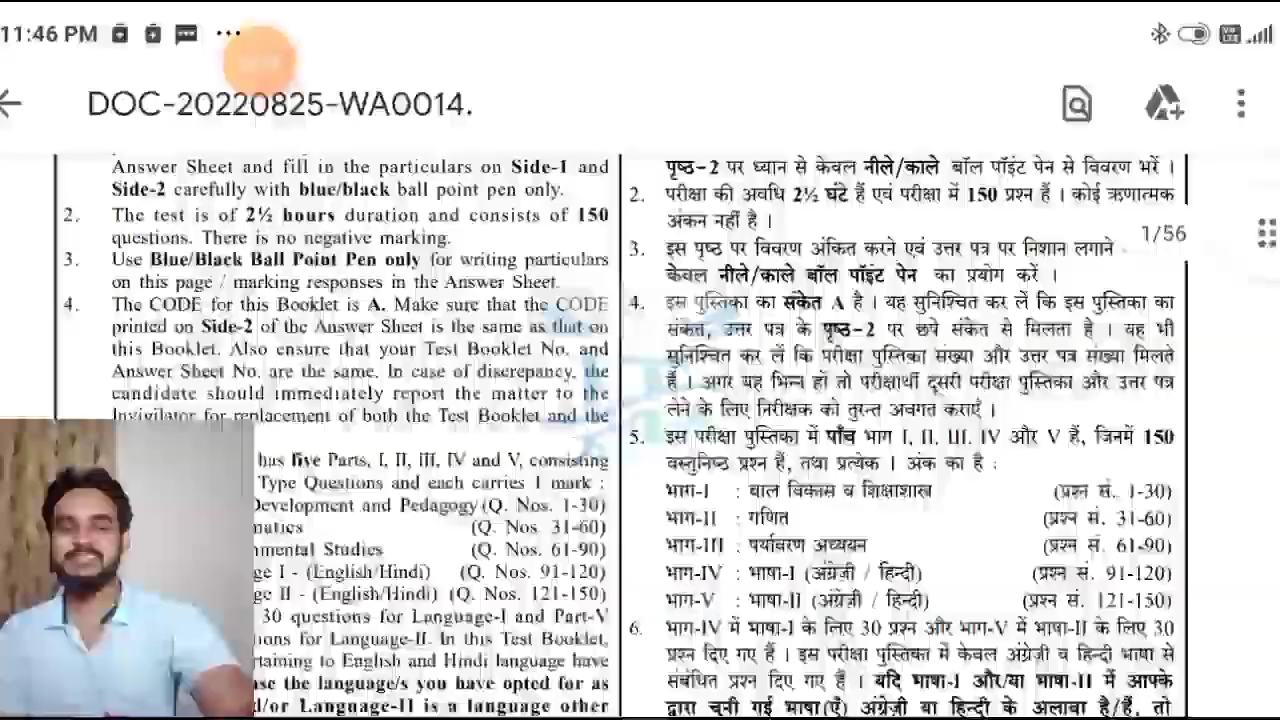 11:46 PM
DOC-20220825-WA0014.
Answer Sheet and fill in the particulars on Side-1 and
Side-2 carefully with blue/black ball point pen only.
2. The test is of 2½ hours duration and consists of 150
questions. There is no negative marking.
3. Use Blue/Black Ball Point Pen only for writing particulars
on this page / marking responses in the Answer Sheet.
4. The CODE for this Booklet is A. Make sure that the CODE
printed on Side-2 of the Answer Sheet is the same as that on
this Booklet. Also ensure that your Test Booklet No. and
Answer Sheet No. are the same. In case of discrepancy, the
candidate should immediately report the matter to the
Invigilator for replacement of both the Test Booklet and the
has five Parts, I, II, III, IV and V, consisting
Type Questions and each carries 1 mark :
Development and Pedagogy (Q. Nos. 1-30)
(Q. Nos. 31-60)
Studies (Q. Nos. 61-90)
I - (English/Hindi) (Q. Nos. 91-120)
II - (English/Hindi) (Q. Nos. 121-150)
30 questions for Language-I and Part-V
for Language-II. In this Test Booklet,
to English and Hindi language have
the language/s you have opted for as
Language-II is a language other
पृष्ठ-2 पर ध्यान से केवल नीले/काले बॉल पॉइंट पेन से विवरण भरें ।
2. परीक्षा की अवधि 2½ घंटे हैं एवं परीक्षा में 150 प्रश्न हैं । कोई ऋणात्मक
अंकन नहीं है ।
1/56
3. इस पृष्ठ पर विवरण अंकित करने एवं उत्तर पत्र पर निशान लगाने
केवल नीले/काले बॉल पॉइंट पेन का प्रयोग करें ।
4. इस पुस्तिका का संकेत A है । यह सुनिश्चित कर लें कि इस पुस्तिका का
संकेत, उत्तर पत्र के पृष्ठ-2 पर छपे संकेत से मिलता है । यह भी
सुनिश्चित कर लें कि परीक्षा पुस्तिका संख्या और उत्तर पत्र संख्या मिलते
हैं । अगर यह भिन्न हों तो परीक्षार्थी दूसरी परीक्षा पुस्तिका और उत्तर पत्र
लेने के लिए निरीक्षक को तुरन्त अवगत कराएँ ।
5. इस परीक्षा पुस्तिका में पाँच भाग I, II, III, IV और V हैं, जिनमें 150
वस्तुनिष्ठ प्रश्न हैं, तथा प्रत्येक 1 अंक का है :
भाग-I : बाल विकास व शिक्षाशास्त्र (प्रश्न सं. 1-30)
भाग-II : गणित (प्रश्न सं. 31-60)
भाग-III : पर्यावरण अध्ययन (प्रश्न सं. 61-90)
भाग-IV : भाषा-I (अंग्रेज़ी / हिन्दी) (प्रश्न सं. 91-120)
भाग-V : भाषा-II (अंग्रेज़ी / हिन्दी) (प्रश्न सं. 121-150)
6. भाग-IV में भाषा-I के लिए 30 प्रश्न और भाग-V में भाषा-II के लिए 30
प्रश्न दिए गए हैं । इस परीक्षा पुस्तिका में केवल अंग्रेज़ी व हिन्दी भाषा से
संबंधित प्रश्न दिए गए हैं । यदि भाषा-I और/या भाषा-II में आपके
द्वारा चुनी गई भाषा(एँ) अंग्रेज़ी या हिन्दी के अलावा है/हैं, तो